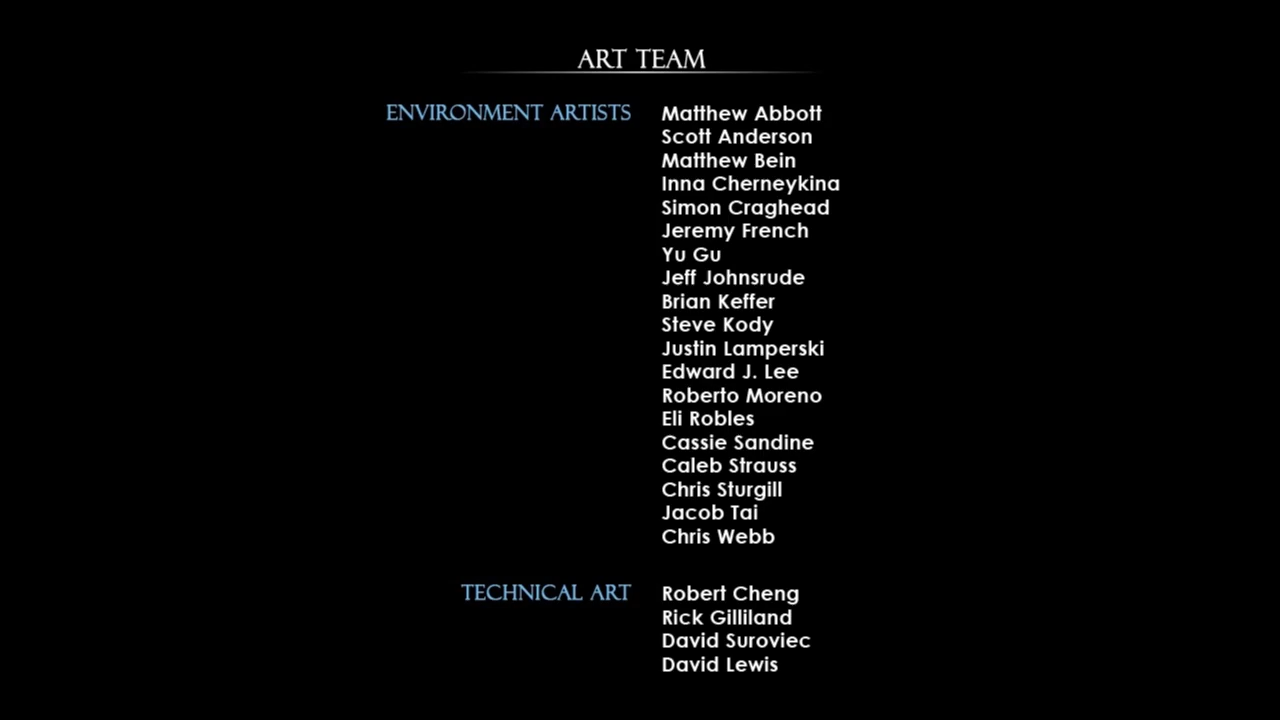 ART TEAM
ENVIRONMENT ARTISTS Matthew Abbott
Scott Anderson
Matthew Bein
Inna Cherneykina
Simon Craghead
Jeremy French
Yu Gu
Jeff Johnsrude
Brian Keffer
Steve Kody
Justin Lamperski
Edward J. Lee
Roberto Moreno
Eli Robles
Cassie Sandine
Caleb Strauss
Chris Sturgill
Jacob Tai
Chris Webb
TECHNICAL ART Robert Cheng
Rick Gilliland
David Suroviec
David Lewis